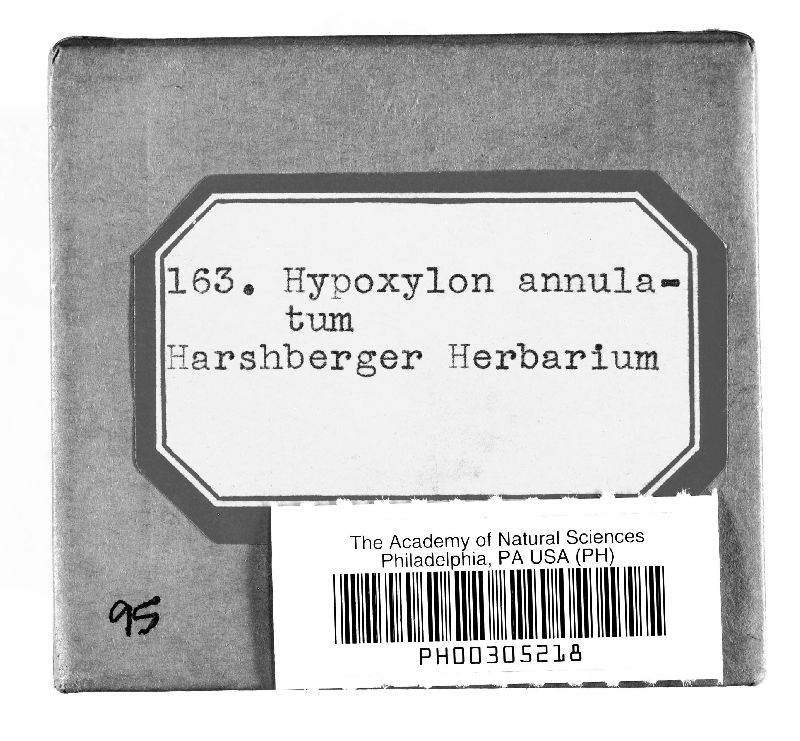 163. Hypoxylon annula-
tum
Harshberger Herbarium
The Academy of Natural Sciences
Philadelphia, PA USA (PH)
PH00305218
95